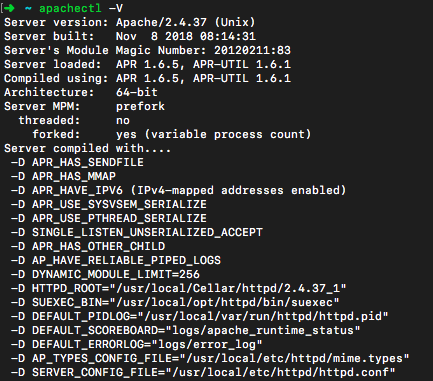 ➜  ~ apachectl -V
Server version: Apache/2.4.37 (Unix)
Server built:   Nov  8 2018 08:14:31
Server's Module Magic Number: 20120211:83
Server loaded:  APR 1.6.5, APR-UTIL 1.6.1
Compiled using: APR 1.6.5, APR-UTIL 1.6.1
Architecture:   64-bit
Server MPM:     prefork
  threaded:     no
    forked:     yes (variable process count)
Server compiled with....
 -D APR_HAS_SENDFILE
 -D APR_HAS_MMAP
 -D APR_HAVE_IPV6 (IPv4-mapped addresses enabled)
 -D APR_USE_SYSVSEM_SERIALIZE
 -D APR_USE_PTHREAD_SERIALIZE
 -D SINGLE_LISTEN_UNSERIALIZED_ACCEPT
 -D APR_HAS_OTHER_CHILD
 -D AP_HAVE_RELIABLE_PIPED_LOGS
 -D DYNAMIC_MODULE_LIMIT=256
 -D HTTPD_ROOT="/usr/local/Cellar/httpd/2.4.37_1"
 -D SUEXEC_BIN="/usr/local/opt/httpd/bin/suexec"
 -D DEFAULT_PIDLOG="/usr/local/var/run/httpd/httpd.pid"
 -D DEFAULT_SCOREBOARD="logs/apache_runtime_status"
 -D DEFAULT_ERRORLOG="logs/error_log"
 -D AP_TYPES_CONFIG_FILE="/usr/local/etc/httpd/mime.types"
 -D SERVER_CONFIG_FILE="/usr/local/etc/httpd/httpd.conf"